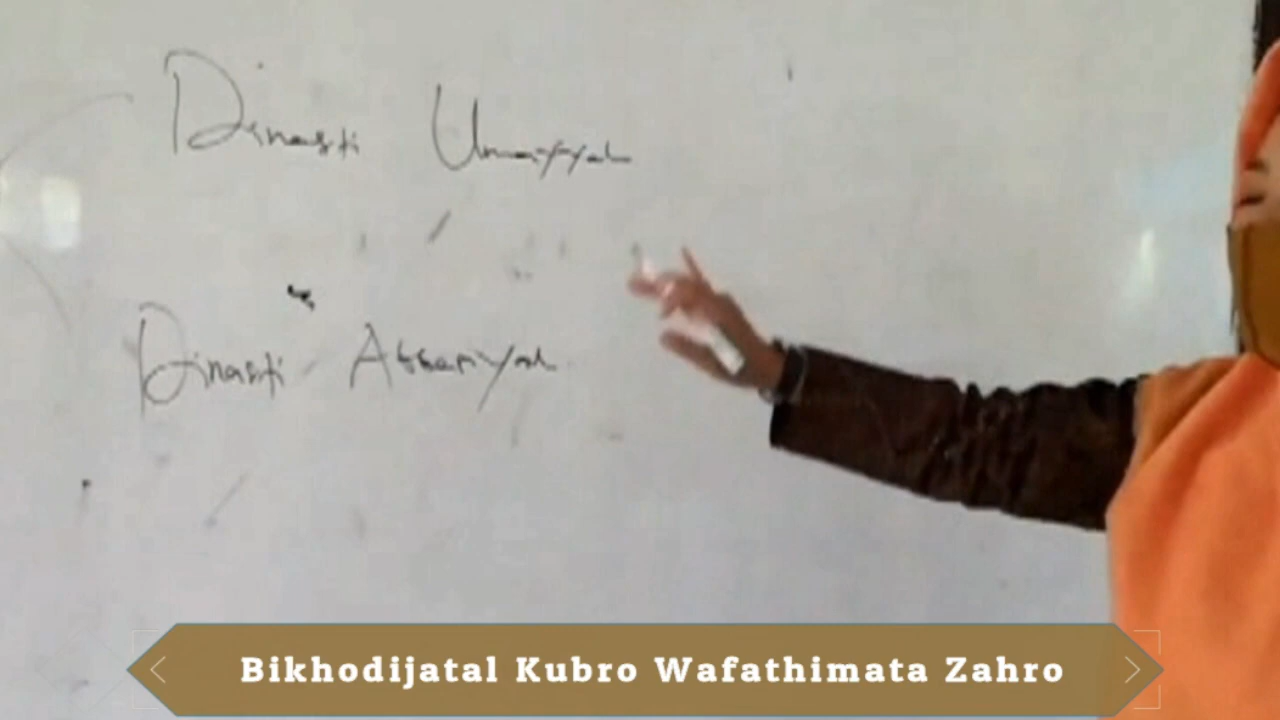 Dinasti Umayyah
Dinasti Abbasiyah
Bikhodijatal Kubro Wafathimata Zahro